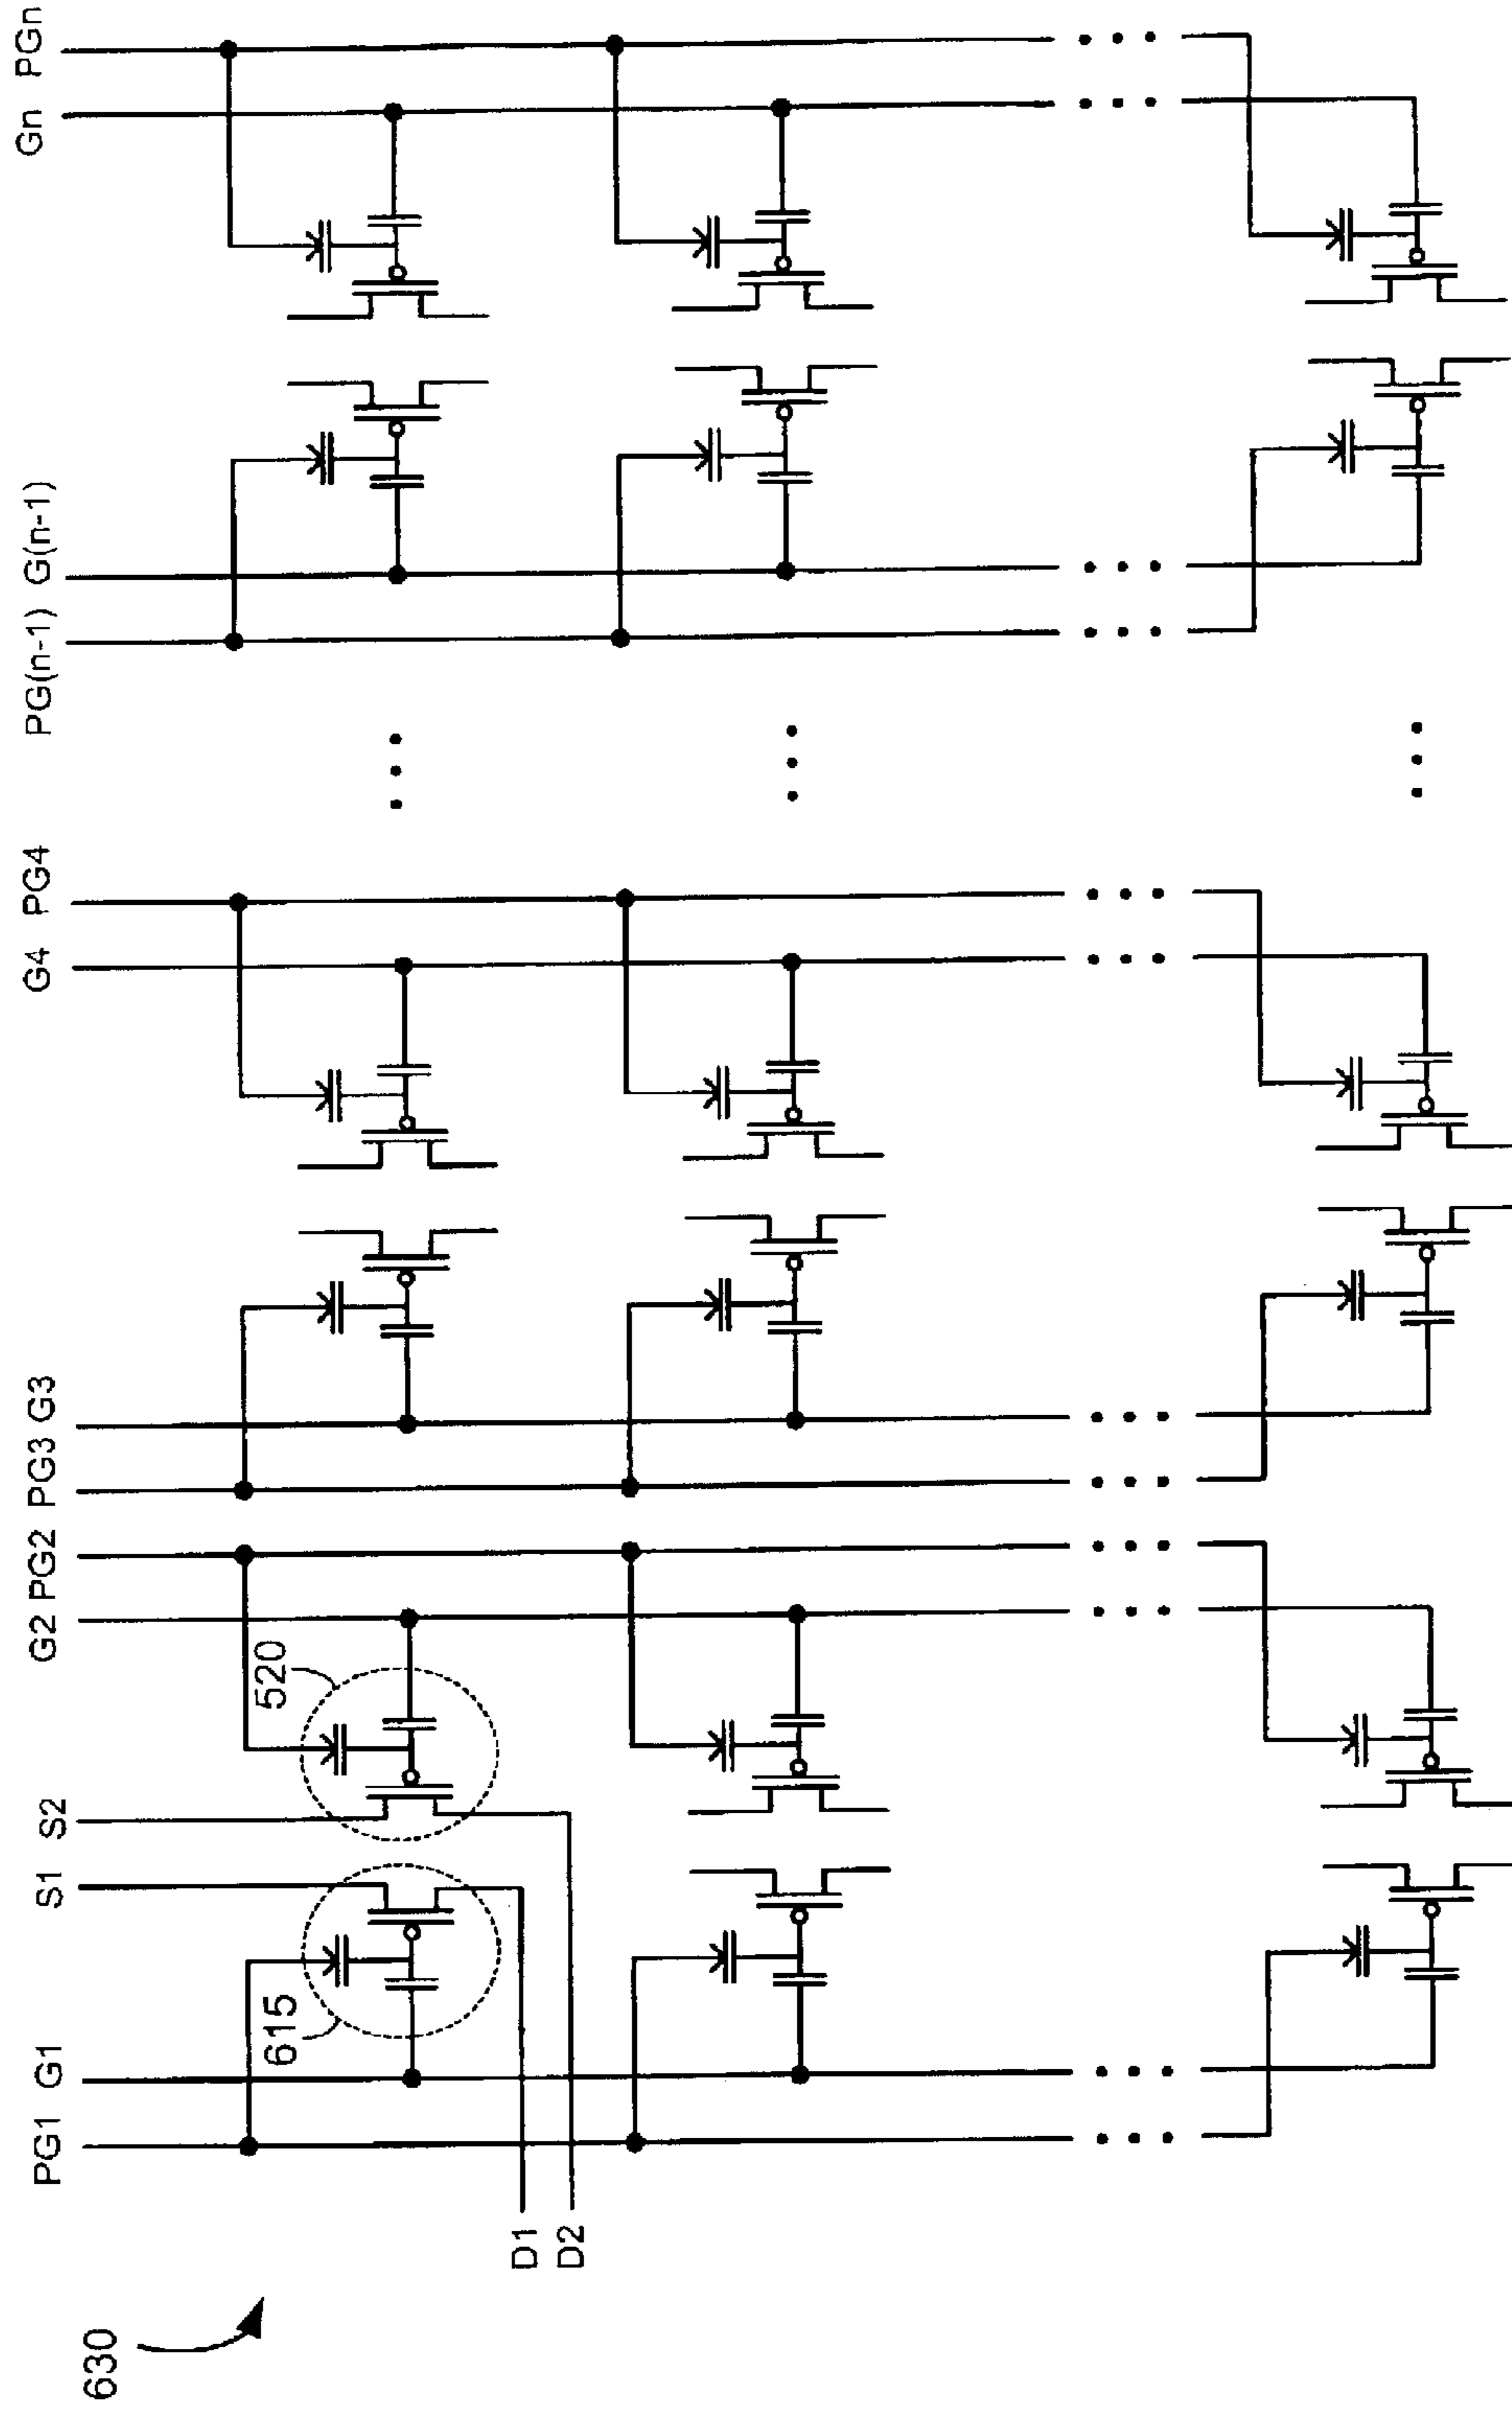 630
PG1 G1 S1 S2 G2 PG2 PG3 G3 G4 PG4 PG(n-1) G(n-1) Gn PGn
615 520
D1
D2